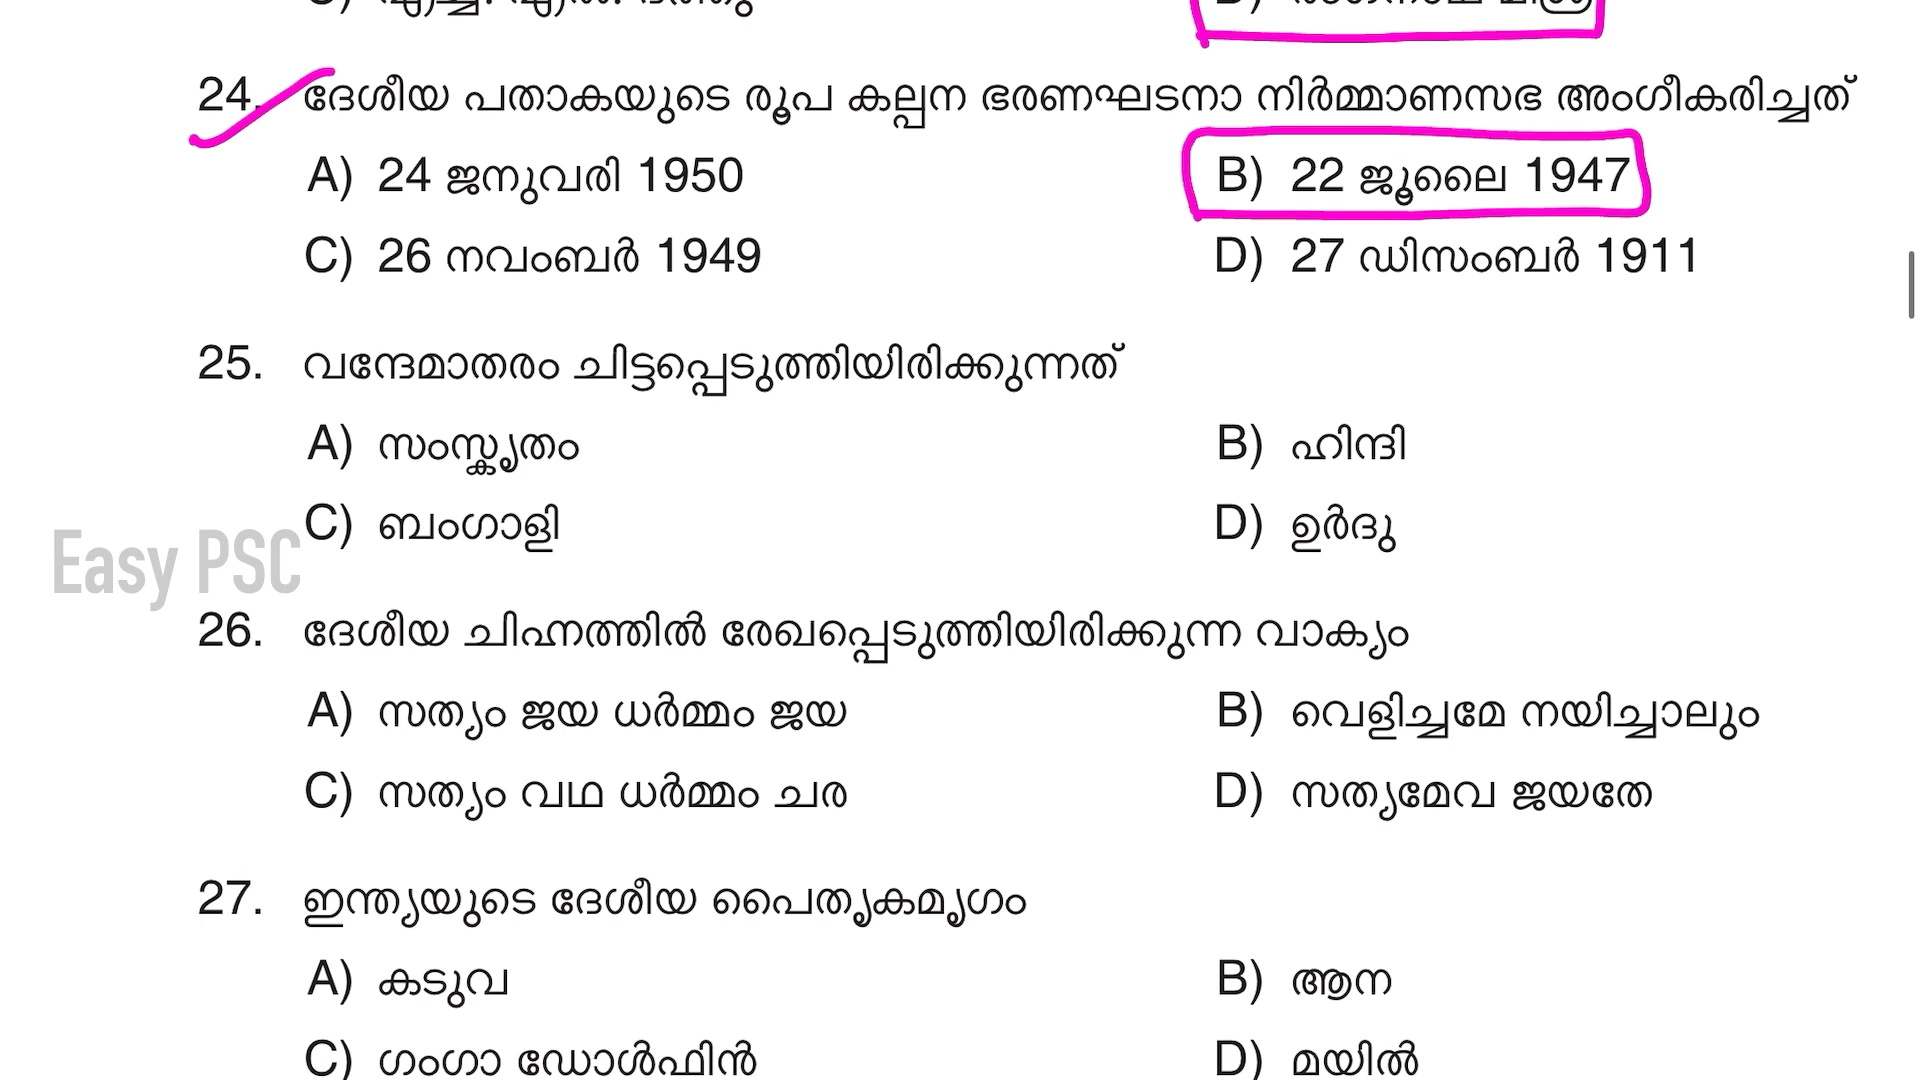 24. ദേശീയ പതാകയുടെ രൂപ കല്പന ഭരണഘടനാ നിർമ്മാണസഭ അംഗീകരിച്ചത്
A) 24 ജനുവരി 1950 B) 22 ജൂലൈ 1947
C) 26 നവംബർ 1949 D) 27 ഡിസംബർ 1911
25. വന്ദേമാതരം ചിട്ടപ്പെടുത്തിയിരിക്കുന്നത്
A) സംസ്കൃതം B) ഹിന്ദി
C) ബംഗാളി D) ഉർദു
Easy PSC
26. ദേശീയ ചിഹ്നത്തിൽ രേഖപ്പെടുത്തിയിരിക്കുന്ന വാക്യം
A) സത്യം ജയ ധർമ്മം ജയ B) വെളിച്ചമേ നയിച്ചാലും
C) സത്യം വഥ ധർമ്മം ചര D) സത്യമേവ ജയതേ
27. ഇന്ത്യയുടെ ദേശീയ പൈതൃകമൃഗം
A) കടുവ B) ആന
C) ഗംഗാ ഡോൾഫിൻ D) മയിൽ